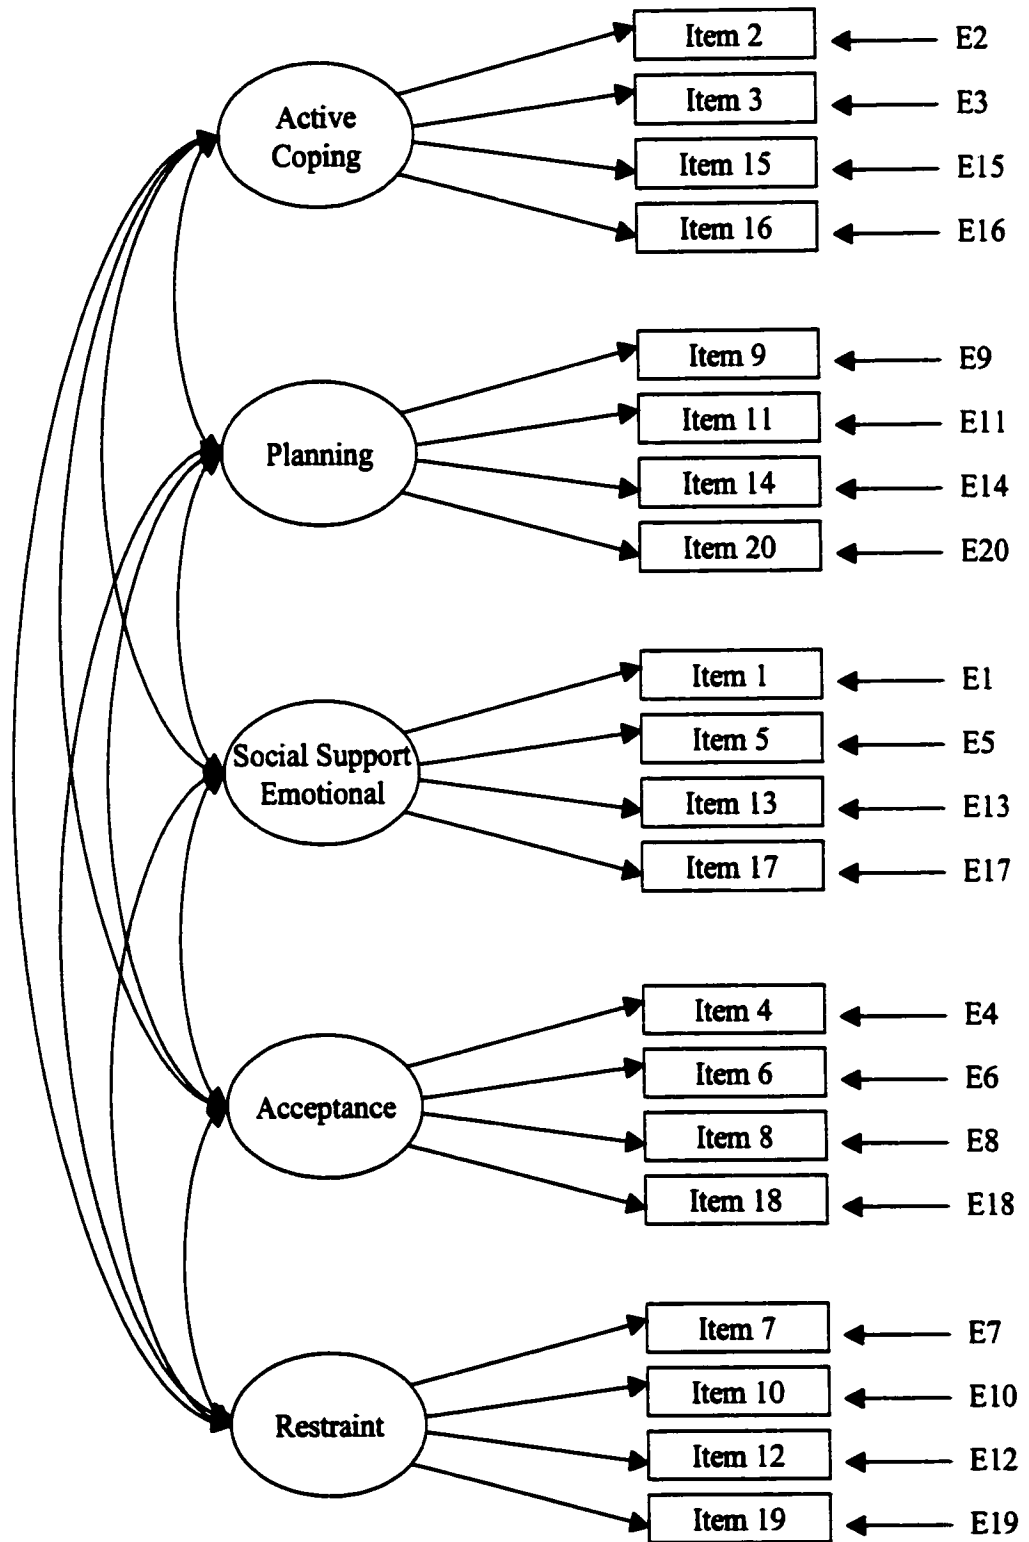 Item 2
E2
Active
Coping
Item 3
E3
Item 15
E15
Item 16
E16
Item 9
E9
Planning
Item 11
E11
Item 14
E14
Item 20
E20
Item 1
E1
Social Support
Emotional
Item 5
E5
Item 13
E13
Item 17
E17
Item 4
E4
Acceptance
Item 6
E6
Item 8
E8
Item 18
E18
Item 7
E7
Restraint
Item 10
E10
Item 12
E12
Item 19
E19